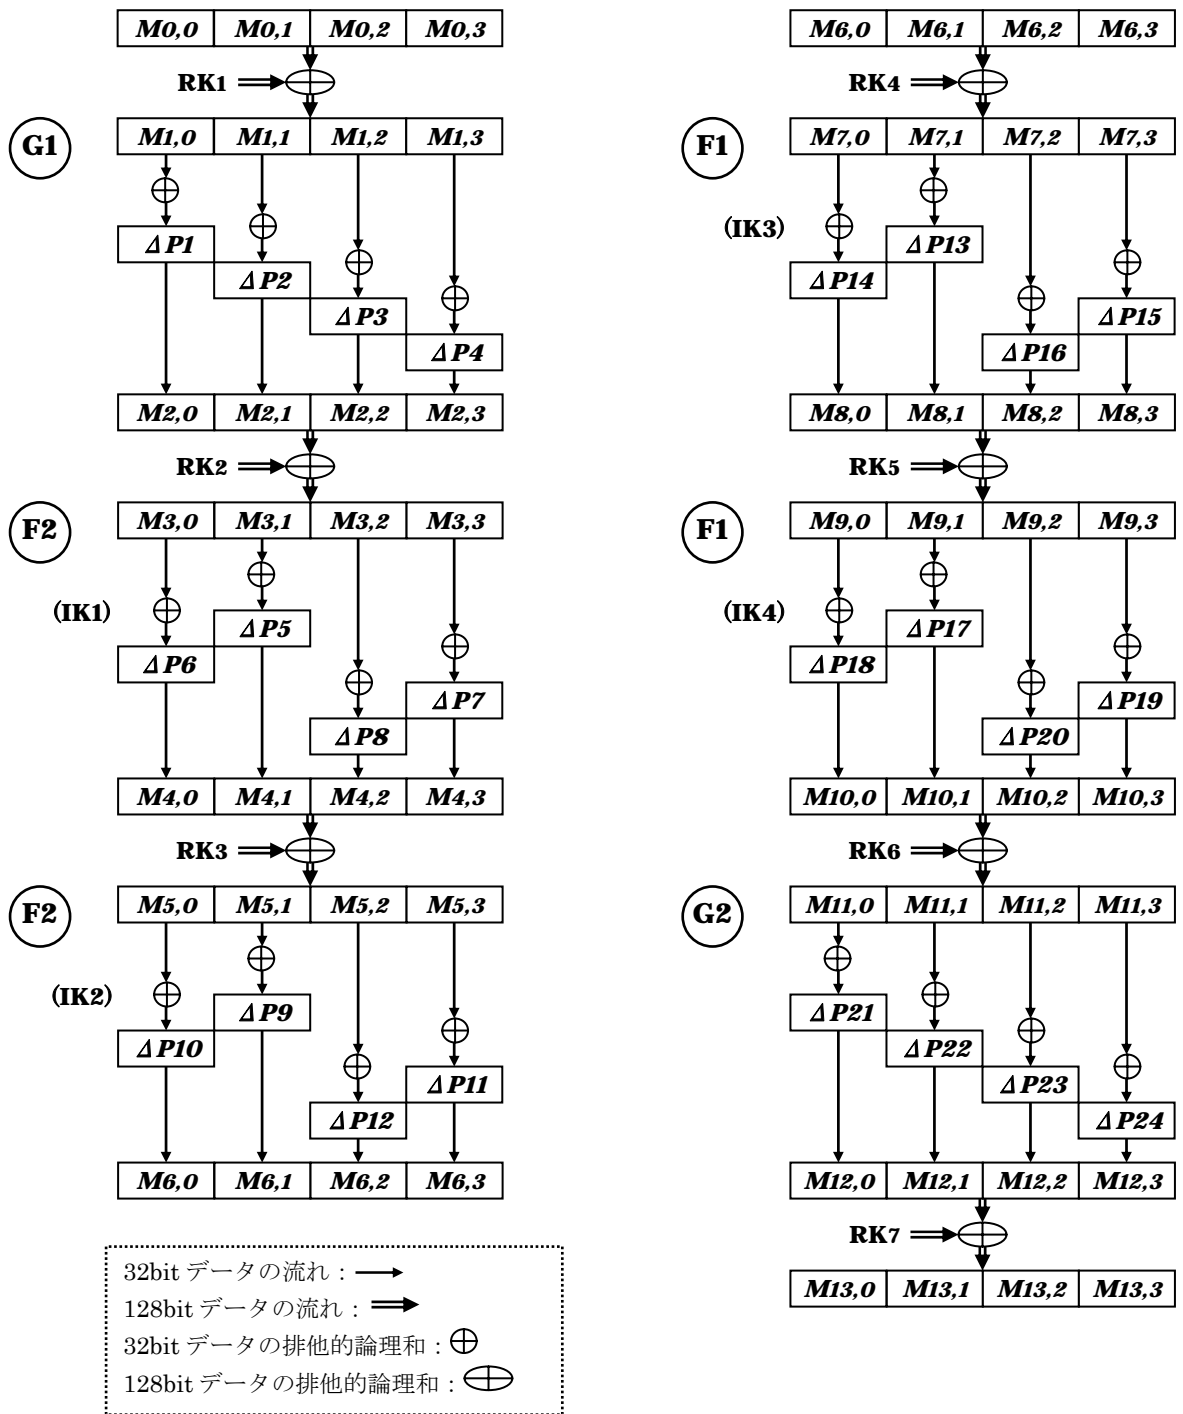 M0,0 M0,1 M0,2 M0,3
RK1
G1
M1,0 M1,1 M1,2 M1,3
ΔP1
ΔP2
ΔP3
ΔP4
M2,0 M2,1 M2,2 M2,3
RK2
F2
M3,0 M3,1 M3,2 M3,3
(IK1)
ΔP5
ΔP6
ΔP7
ΔP8
M4,0 M4,1 M4,2 M4,3
RK3
F2
M5,0 M5,1 M5,2 M5,3
(IK2)
ΔP9
ΔP10
ΔP11
ΔP12
M6,0 M6,1 M6,2 M6,3
32bit データの流れ :
128bit データの流れ :
32bit データの排他的論理和 :
128bit データの排他的論理和 :
M6,0 M6,1 M6,2 M6,3
RK4
F1
M7,0 M7,1 M7,2 M7,3
(IK3)
ΔP13
ΔP14
ΔP15
ΔP16
M8,0 M8,1 M8,2 M8,3
RK5
F1
M9,0 M9,1 M9,2 M9,3
(IK4)
ΔP17
ΔP18
ΔP19
ΔP20
M10,0 M10,1 M10,2 M10,3
RK6
G2
M11,0 M11,1 M11,2 M11,3
ΔP21
ΔP22
ΔP23
ΔP24
M12,0 M12,1 M12,2 M12,3
RK7
M13,0 M13,1 M13,2 M13,3